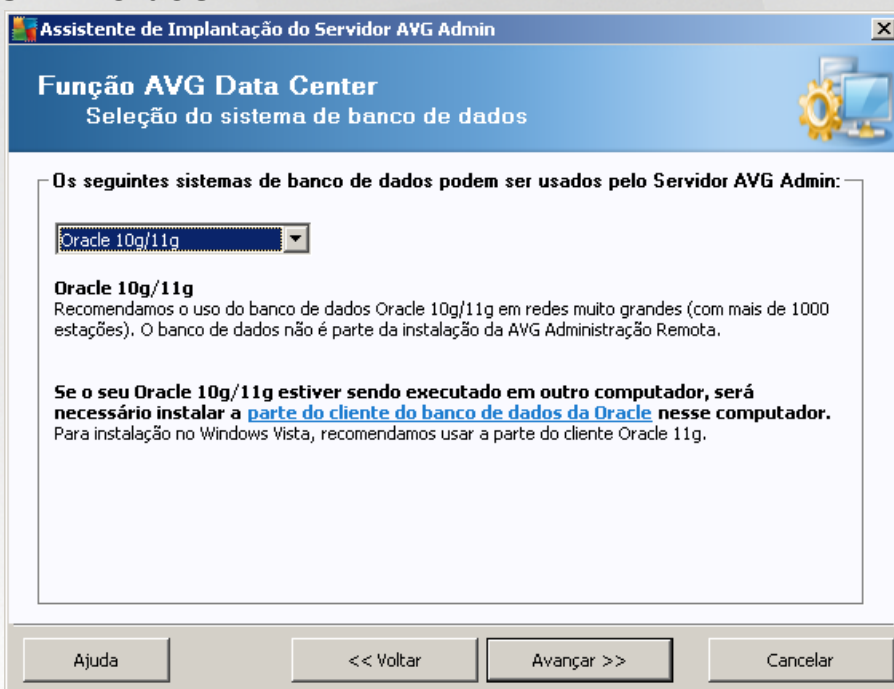 Assistente de Implantação do Servidor AVG Admin
Função AVG Data Center
Seleção do sistema de banco de dados
Os seguintes sistemas de banco de dados podem ser usados pelo Servidor AVG Admin:
Oracle 10g/11g
Oracle 10g/11g
Recomendamos o uso do banco de dados Oracle 10g/11g em redes muito grandes (com mais de 1000
estações). O banco de dados não é parte da instalação da AVG Administração Remota.
Se o seu Oracle 10g/11g estiver sendo executado em outro computador, será
necessário instalar a parte do cliente do banco de dados da Oracle nesse computador.
Para instalação no Windows Vista, recomendamos usar a parte do cliente Oracle 11g.
Ajuda
<< Voltar
Avançar >>
Cancelar